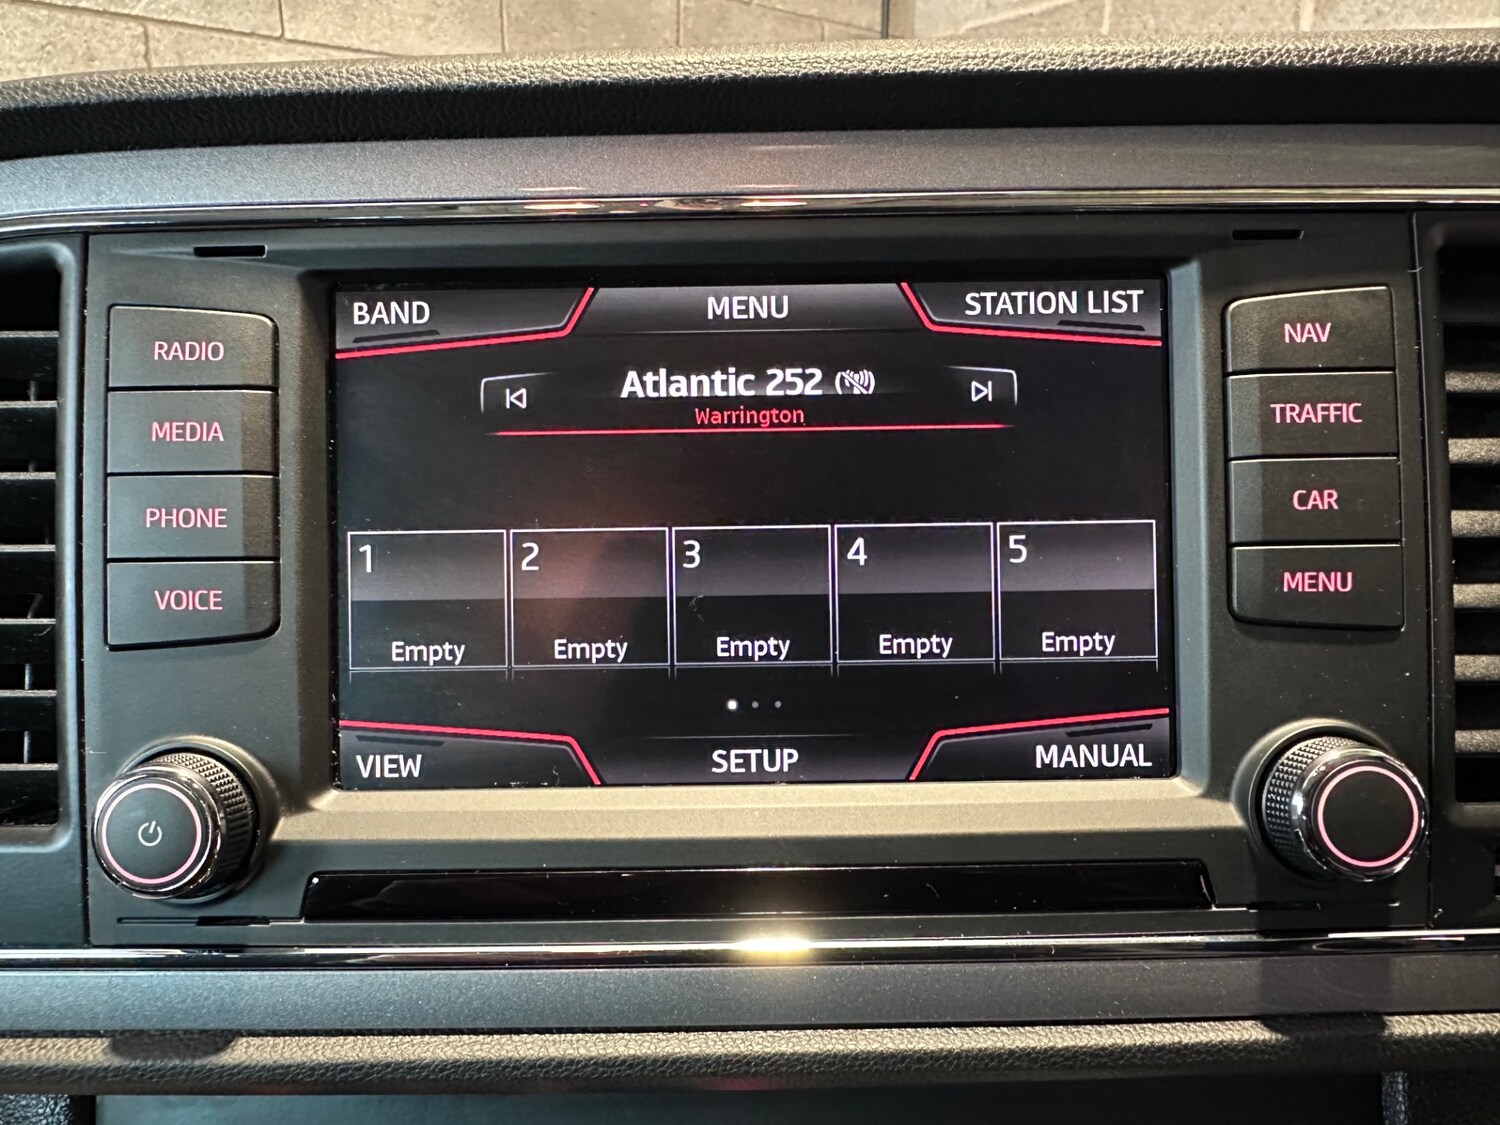 BAND
MENU
STATION LIST
Atlantic 252
Warrington
1
2
3
4
5
Empty
Empty
Empty
Empty
Empty
VIEW
SETUP
MANUAL
RADIO
MEDIA
PHONE
VOICE
NAV
TRAFFIC
CAR
MENU